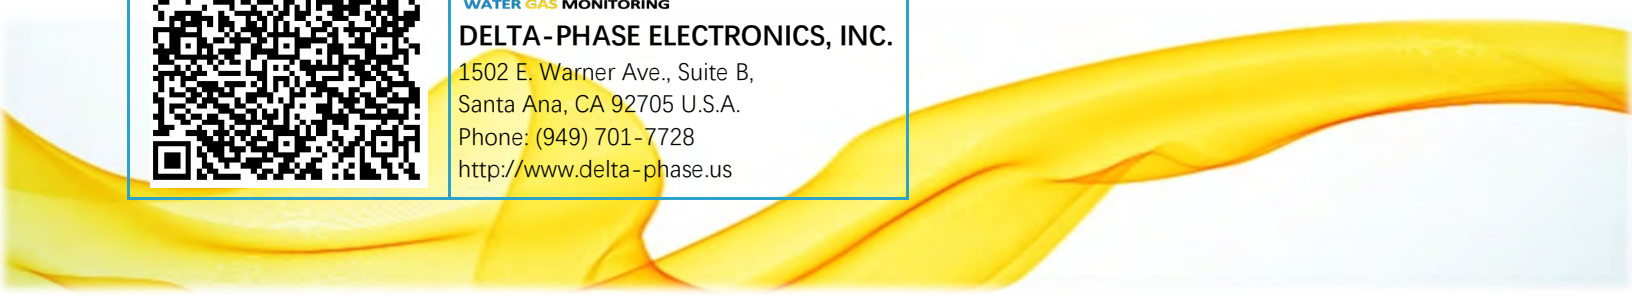 WATER GAS MONITORING
DELTA-PHASE ELECTRONICS, INC.
1502 E. Warner Ave., Suite B,
Santa Ana, CA 92705 U.S.A.
Phone: (949) 701-7728
http://www.delta-phase.us